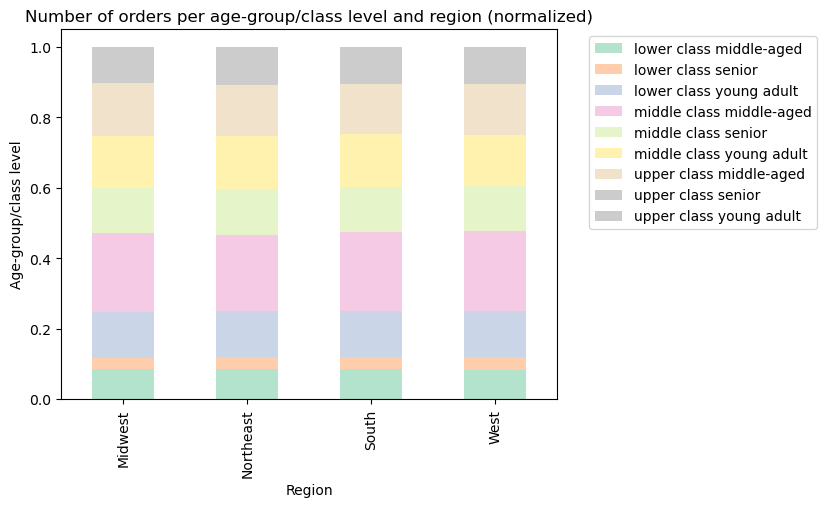 Number of orders per age-group/class level and region (normalized)
1.0
0.8
0.6
0.4
0.2
0.0
Age-group/class level
Midwest
Northeast
South
West
Region
lower class middle-aged
lower class senior
lower class young adult
middle class middle-aged
middle class senior
middle class young adult
upper class middle-aged
upper class senior
upper class young adult